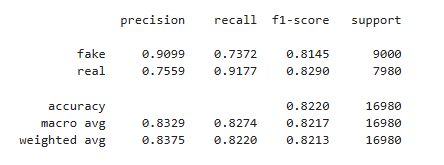 precision recall f1-score support
fake 0.9099 0.7372 0.8145 9000
real 0.7559 0.9177 0.8290 7980
accuracy 0.8220 16980
macro avg 0.8329 0.8274 0.8217 16980
weighted avg 0.8375 0.8220 0.8213 16980